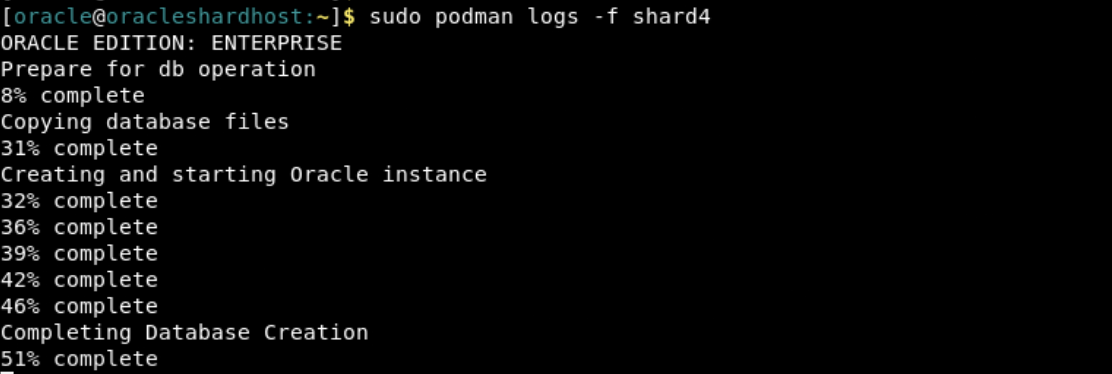 [oracle@oracleshardhost:~]$ sudo podman logs -f shard4
ORACLE EDITION: ENTERPRISE
Prepare for db operation
8% complete
Copying database files
31% complete
Creating and starting Oracle instance
32% complete
36% complete
39% complete
42% complete
46% complete
Completing Database Creation
51% complete